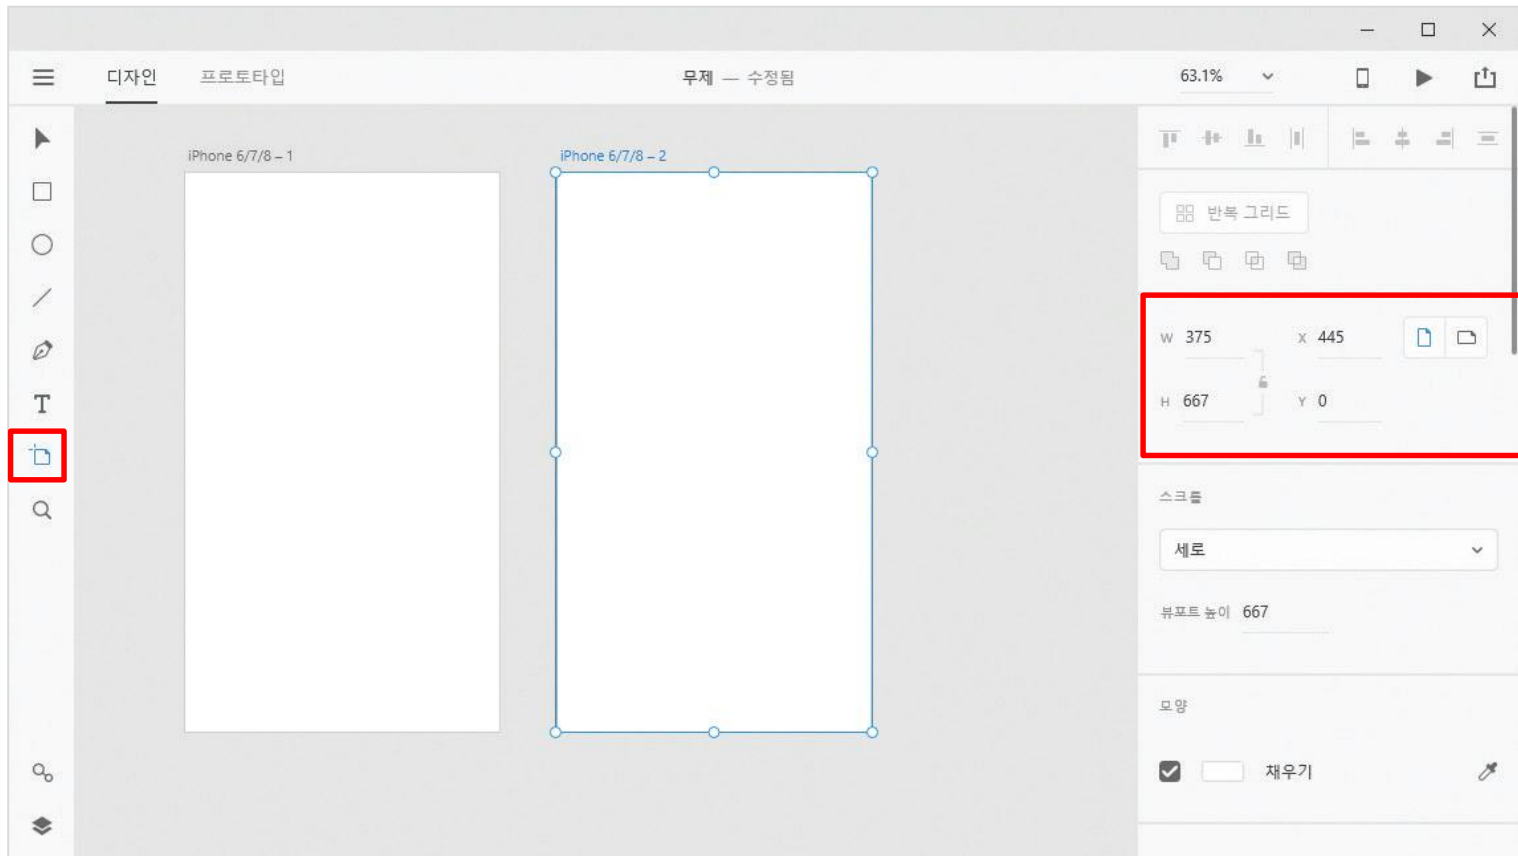 디자인 프로토타입 무제 — 수정됨 63.1%
iPhone 6/7/8 – 1 iPhone 6/7/8 – 2
반복 그리드
W 375 X 445
H 667 Y 0
스크롤
세로
뷰포트 높이 667
모양
채우기